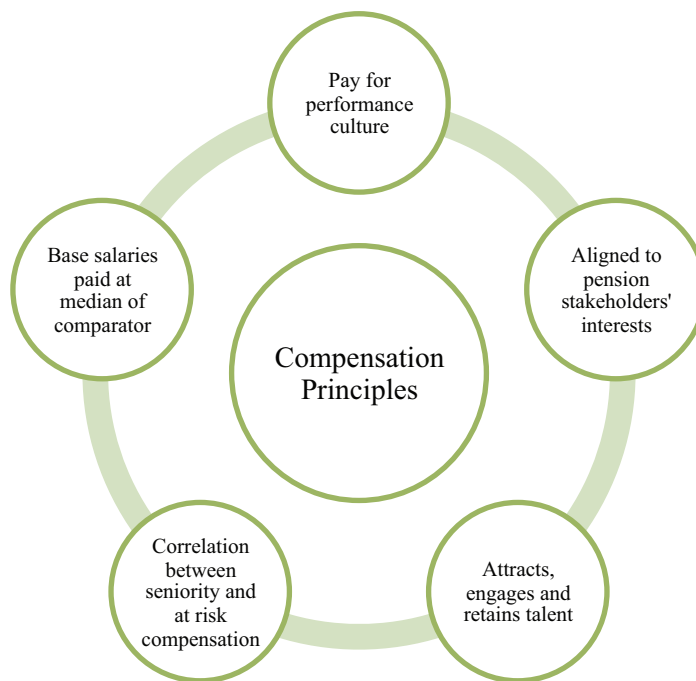 Pay for
performance
culture
Base salaries
paid at
median of
comparator
Aligned to
pension
stakeholders'
interests
Compensation
Principles
Correlation
between
seniority and
at risk
compensation
Attracts,
engages and
retains talent